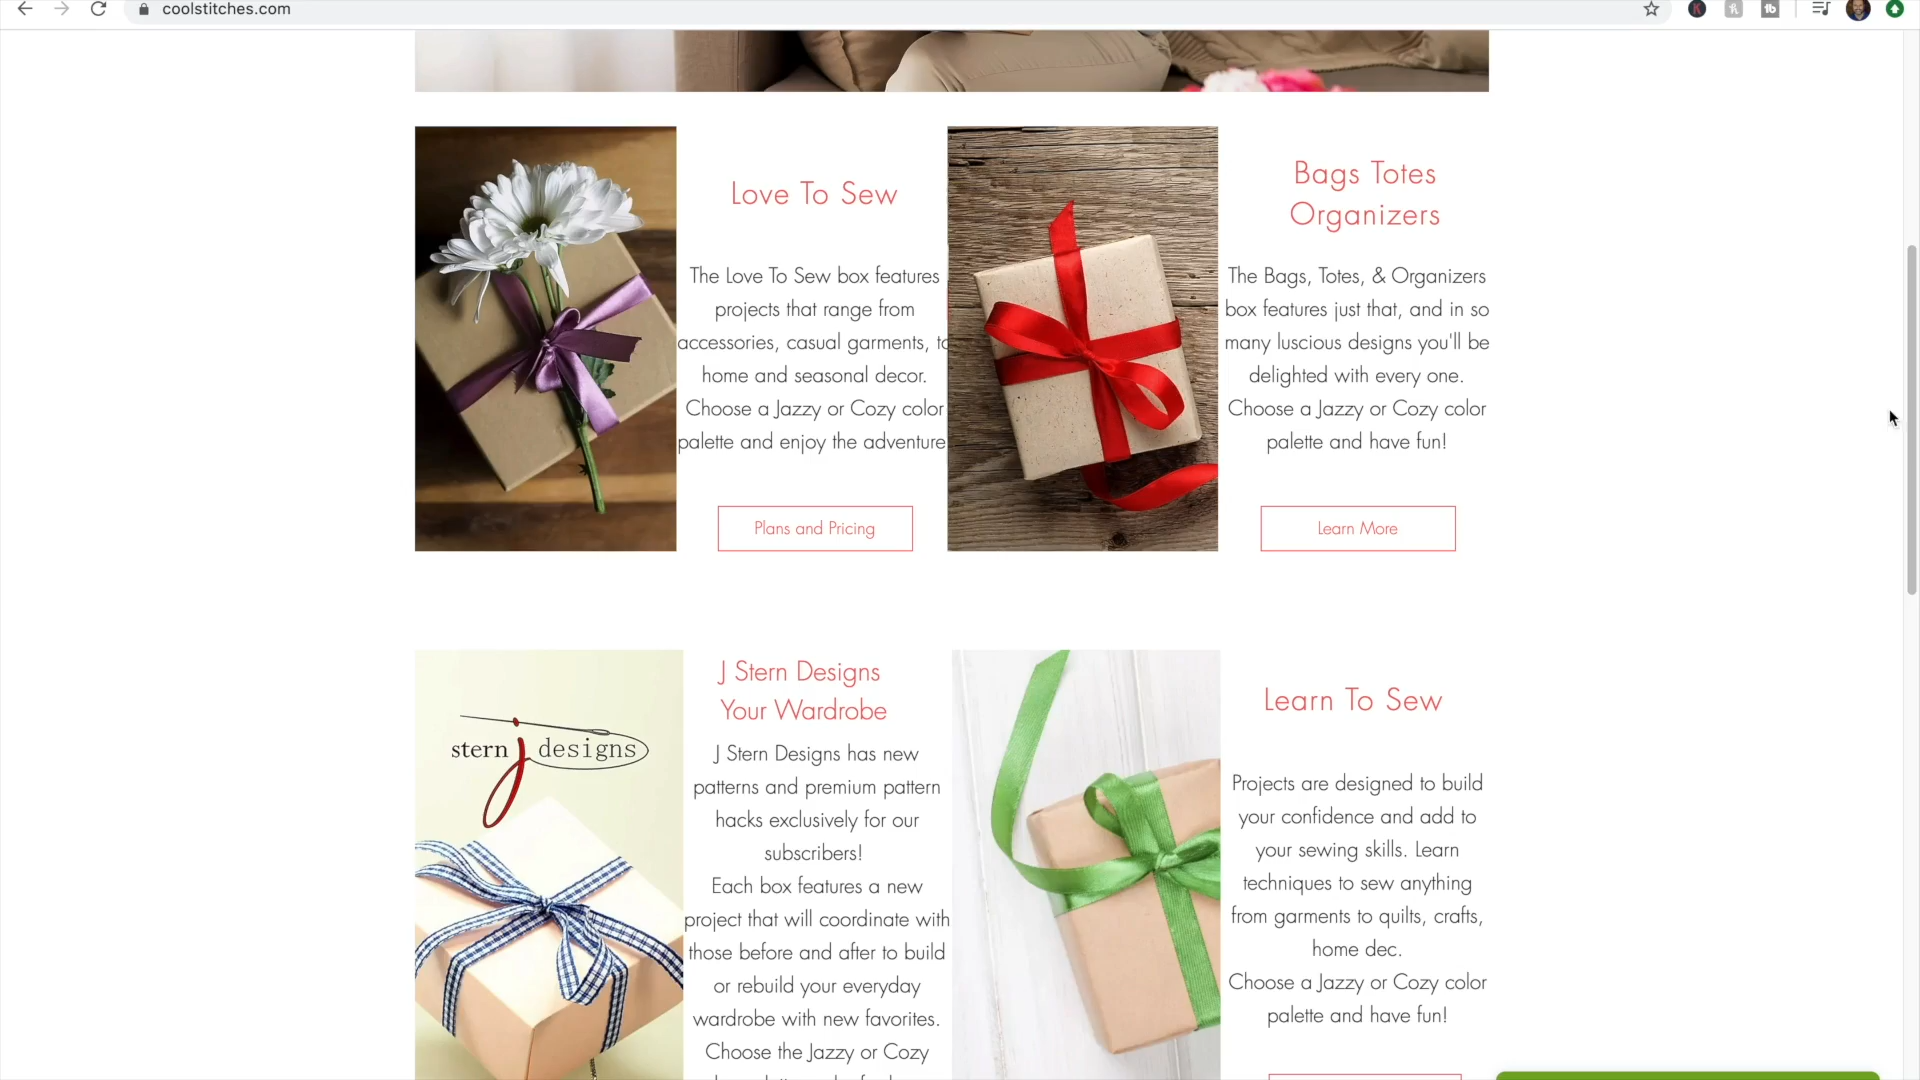 coolstitches.com
Love To Sew
The Love To Sew box features
projects that range from
accessories, casual garments, to
home and seasonal decor.
Choose a Jazzy or Cozy color
palette and enjoy the adventure
Plans and Pricing
Bags Totes
Organizers
The Bags, Totes, & Organizers
box features just that, and in so
many luscious designs you'll be
delighted with every one.
Choose a Jazzy or Cozy color
palette and have fun!
Learn More
stern j designs
J Stern Designs
Your Wardrobe
J Stern Designs has new
patterns and premium pattern
hacks exclusively for our
subscribers!
Each box features a new
project that will coordinate with
those before and after to build
or rebuild your everyday
wardrobe with new favorites.
Choose the Jazzy or Cozy
Learn To Sew
Projects are designed to build
your confidence and add to
your sewing skills. Learn
techniques to sew anything
from garments to quilts, crafts,
home dec.
Choose a Jazzy or Cozy color
palette and have fun!